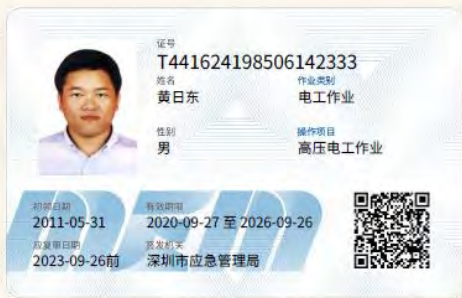 证号
T441624198506142333
姓名
黄日东
作业类别
电工作业
性别
男
操作项目
高压电工作业
初领日期
2011-05-31
有效期限
2020-09-27 至 2026-09-26
应复审日期
2023-09-26前
签发机关
深圳市应急管理局